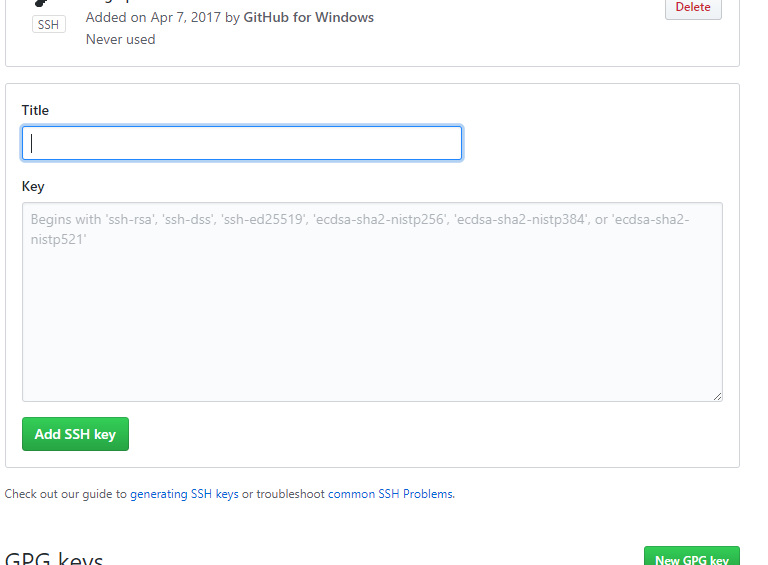 SSH
Added on Apr 7, 2017 by GitHub for Windows
Never used
Delete
Title
Key
Begins with 'ssh-rsa', 'ssh-dss', 'ssh-ed25519', 'ecdsa-sha2-nistp256', 'ecdsa-sha2-nistp384', or 'ecdsa-sha2-
nistp521'
Add SSH key
Check out our guide to generating SSH keys or troubleshoot common SSH Problems.
GPG keys
New GPG key